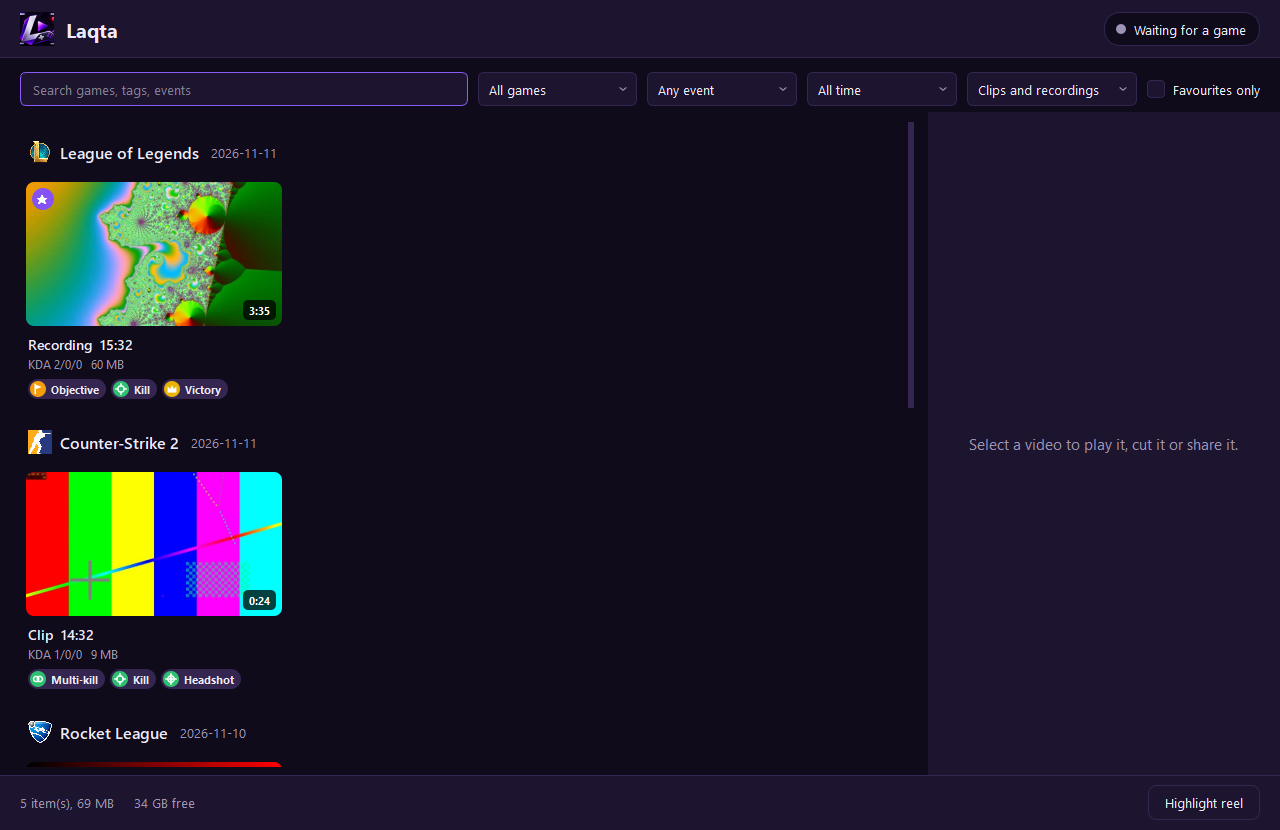 Laqta
Waiting for a game
Search games, tags, events
All games
Any event
All time
Clips and recordings
Favourites only
League of Legends 2026-11-11
3:35
Recording 15:32
KDA 2/0/0 60 MB
Objective Kill Victory
Counter-Strike 2 2026-11-11
0:24
Clip 14:32
KDA 1/0/0 9 MB
Multi-kill Kill Headshot
Rocket League 2026-11-10
Select a video to play it, cut it or share it.
5 item(s), 69 MB 34 GB free
Highlight reel